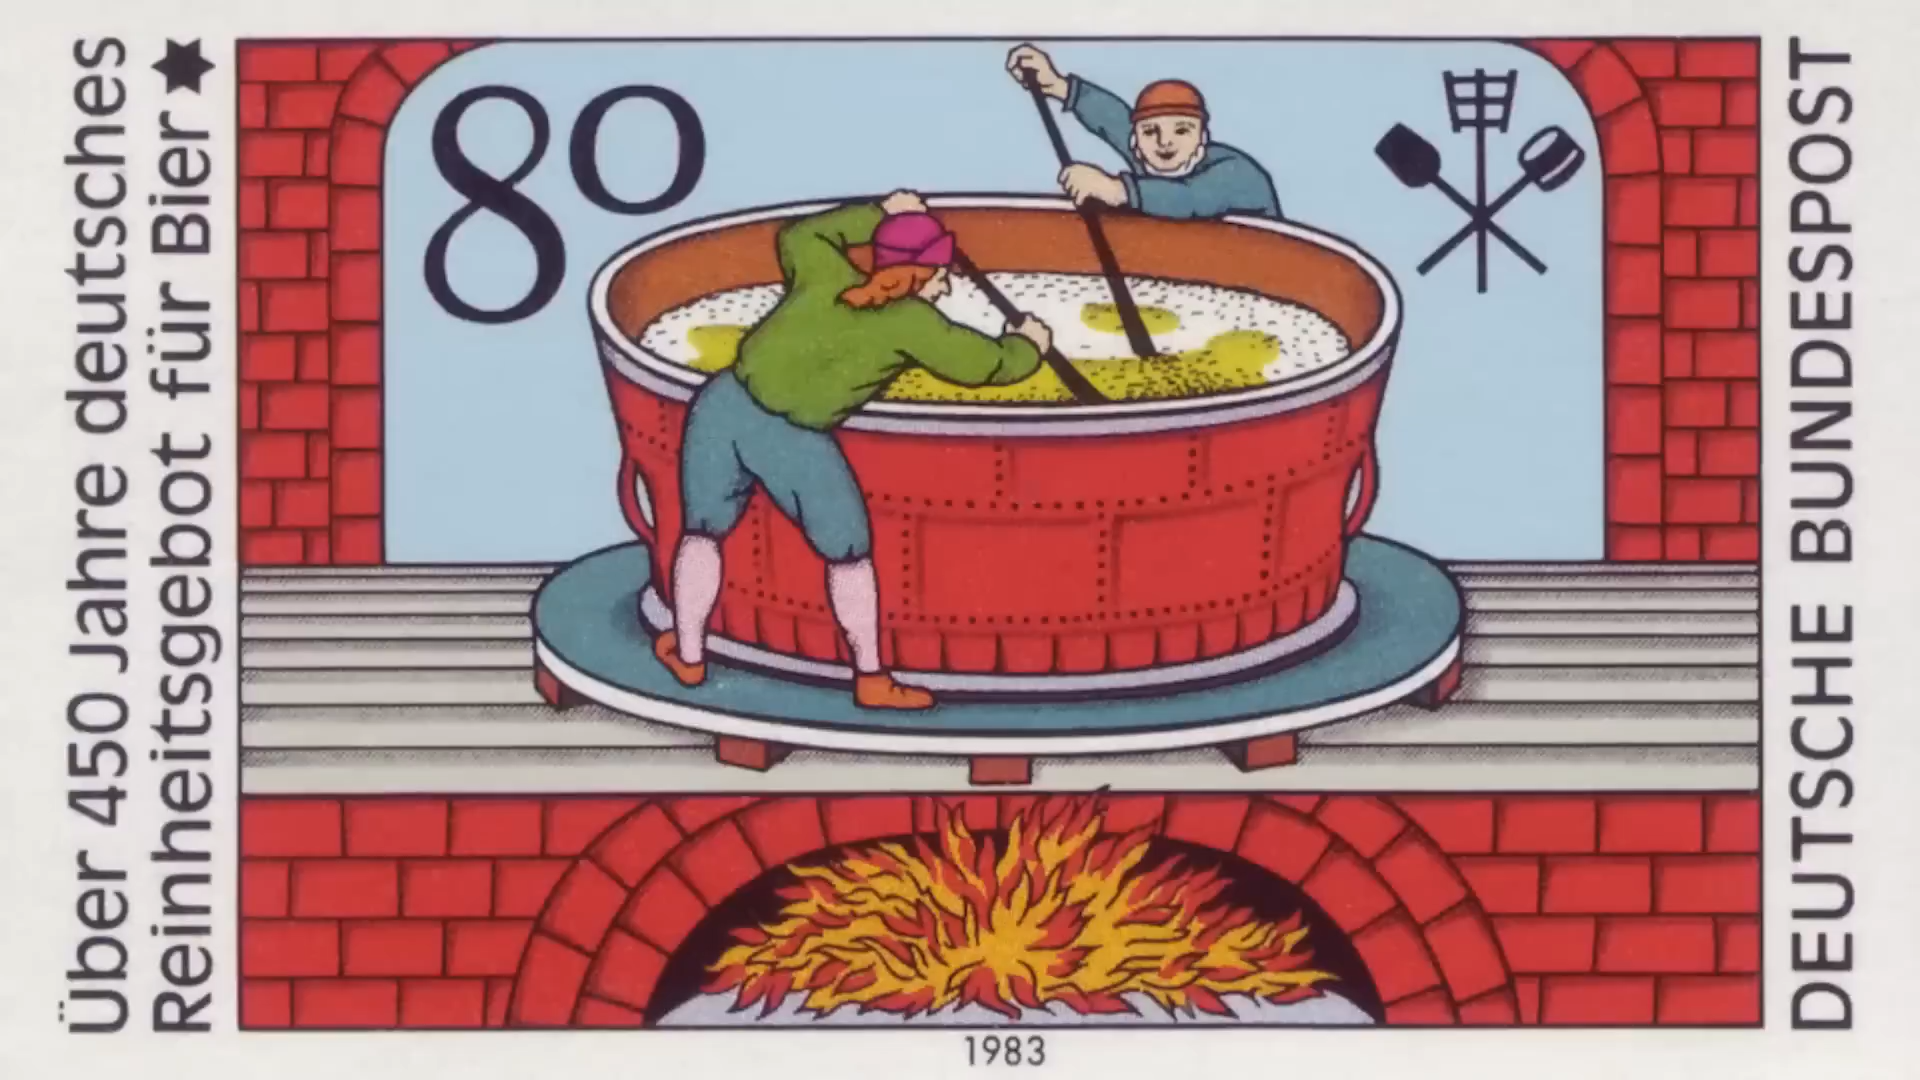 Über 450 Jahre deutsches
Reinheitsgebot für Bier
80
DEUTSCHE BUNDESPOST
1983